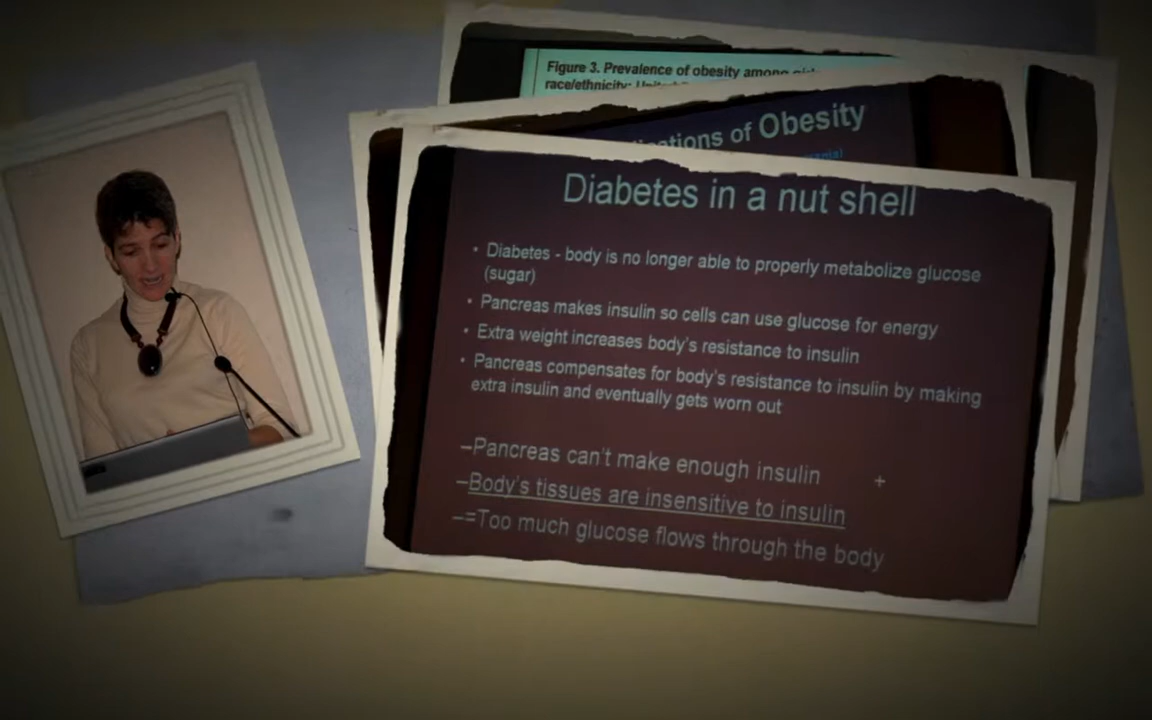 Figure 3. Prevalence of obesity among
race/ethnicity:
of Obesity
Diabetes in a nut shell
• Diabetes - body is no longer able to properly metabolize glucose
(sugar)
• Pancreas makes insulin so cells can use glucose for energy
• Extra weight increases body's resistance to insulin
• Pancreas compensates for body's resistance to insulin by making
extra insulin and eventually gets worn out
–Pancreas can't make enough insulin +
–Body's tissues are insensitive to insulin
–=Too much glucose flows through the body